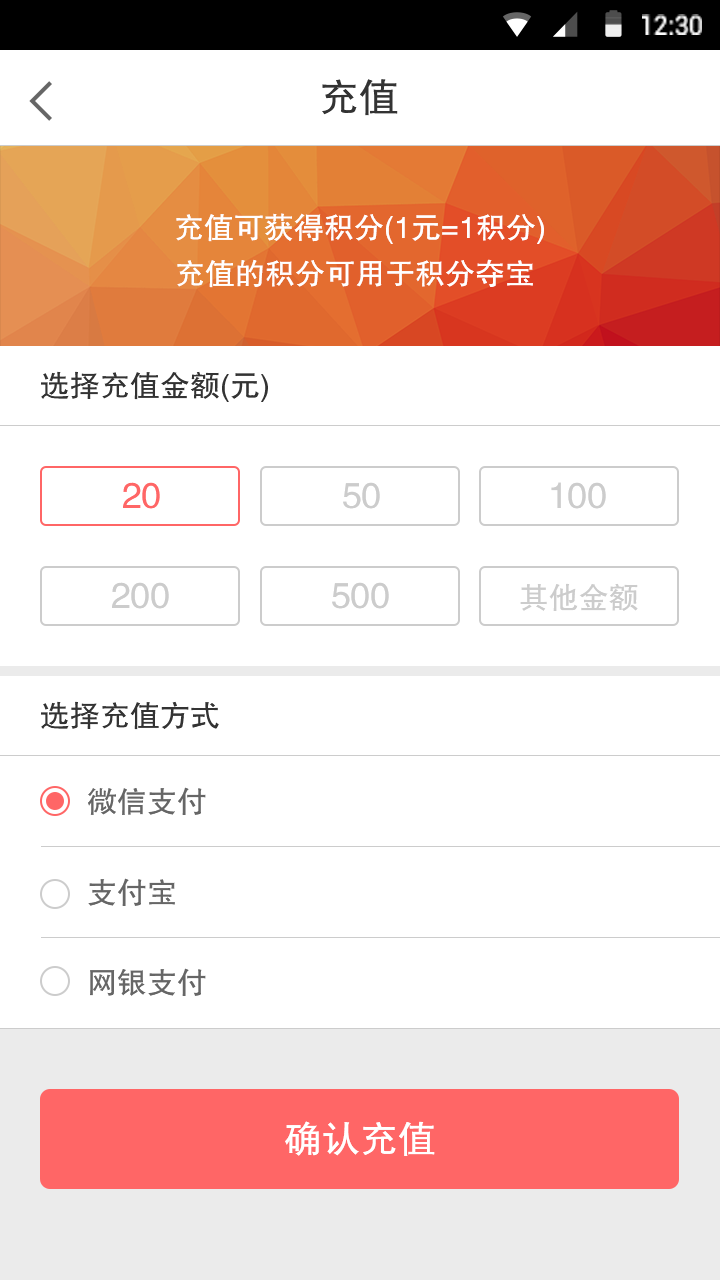 12:30
充值
充值可获得积分(1元=1积分)
充值的积分可用于积分夺宝
选择充值金额(元)
20 50 100
200 500 其他金额
选择充值方式
微信支付
支付宝
网银支付
确认充值